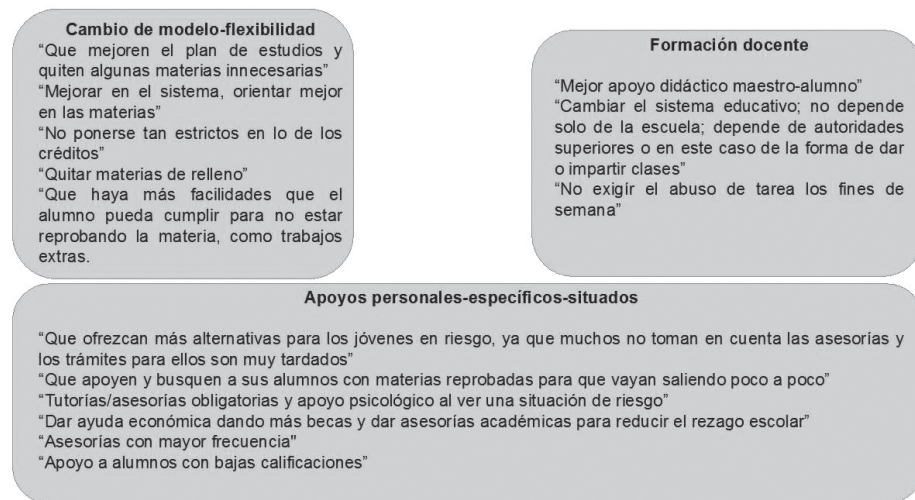 Cambio de modelo-flexibilidad
“Que mejoren el plan de estudios y
quiten algunas materias innecesarias”
“Mejorar en el sistema, orientar mejor
en las materias”
“No ponerse tan estrictos en lo de los
créditos”
“Quitar materias de relleno”
“Que haya más facilidades que el
alumno pueda cumplir para no estar
reprobando la materia, como trabajos
extras.
Formación docente
“Mejor apoyo didáctico maestro-alumno”
“Cambiar el sistema educativo; no depende
solo de la escuela; depende de autoridades
superiores o en este caso de la forma de dar
o impartir clases”
“No exigír el abuso de tarea los fines de
semana”
Apoyos personales-específicos-situados
“Que ofrezcan más alternativas para los jóvenes en riesgo, ya que muchos no toman en cuenta las asesorías y
los trámites para ellos son muy tardados”
“Que apoyen y busquen a sus alumnos con materias reprobadas para que vayan saliendo poco a poco”
“Tutorías/asesorías obligatorias y apoyo psicológico al ver una situación de riesgo”
“Dar ayuda económica dando más becas y dar asesorías académicas para reducir el rezago escolar”
“Asesorías con mayor frecuencia"
“Apoyo a alumnos con bajas calificaciones”